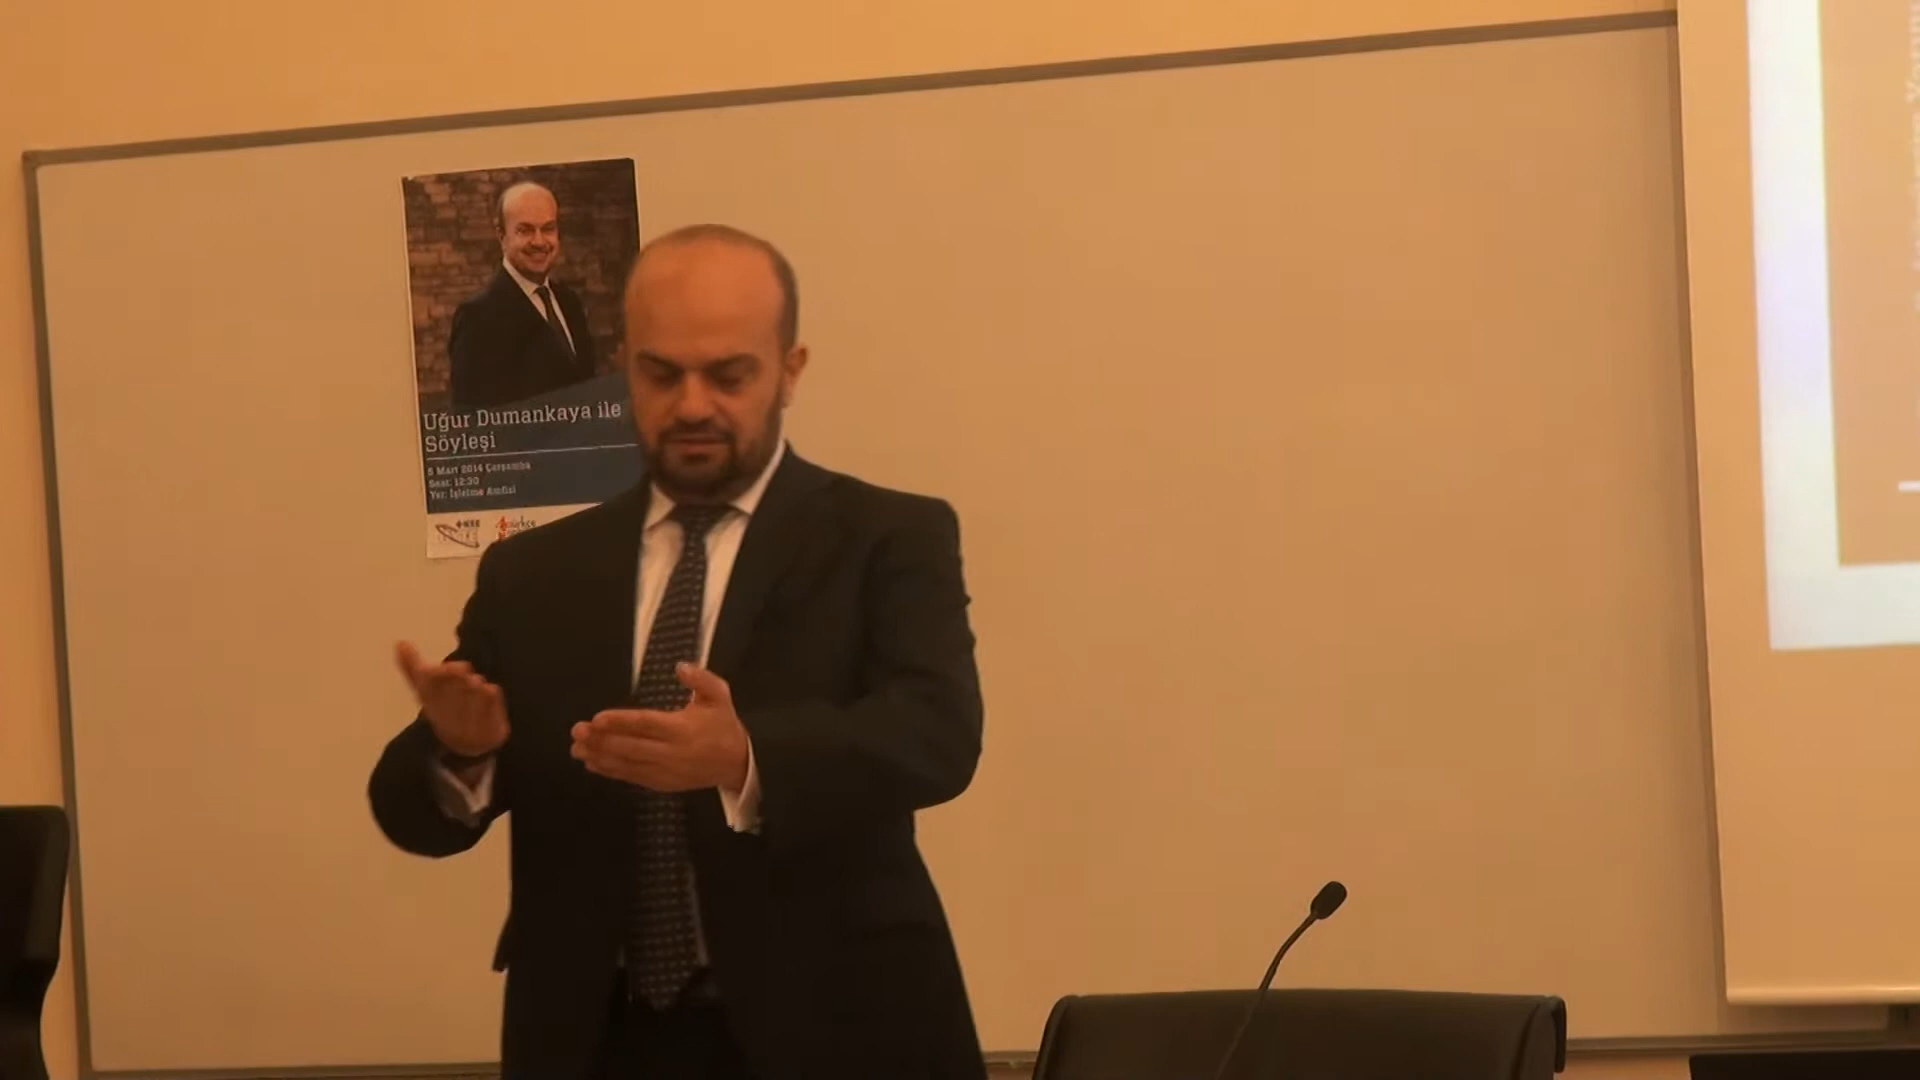 Uğur Dumankaya ile
Söyleşi
5 Mart 2014 Çarşamba
Saat: 12:30
Yer: İşletme Amfisi